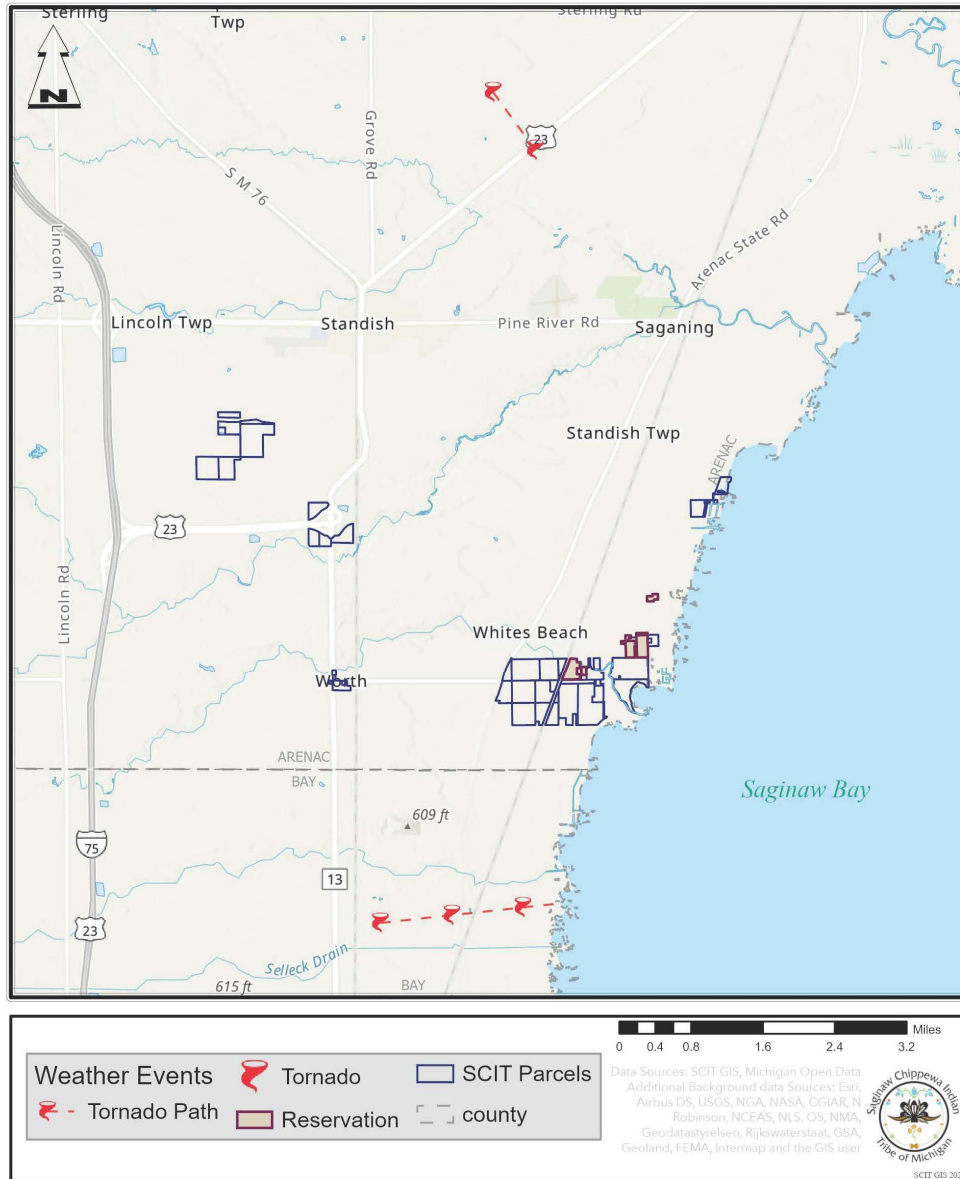 Sterling
Twp
Sterling Rd
N
23
Grove Rd
S M 76
Lincoln Rd
Arenac State Rd
Lincoln Twp
Standish
Pine River Rd
Saganing
Standish Twp
ARENAC
23
Lincoln Rd
Whites Beach
Worth
ARENAC
BAY
Saginaw Bay
609 ft
75
13
23
Selleck Drain
615 ft
BAY
Weather Events
Tornado Path
Tornado
Reservation
SCIT Parcels
county
Miles
0 0.4 0.8 1.6 2.4 3.2
Data Sources: SCIT GIS, Michigan Open Data
Additional Background data Sources: Esri,
Airbus DS, USGS, NGA, NASA, CGIAR, N
Robinson, NCEAS, NLS, OS, NMA,
Geodatastyrelsen, Rijkswaterstaat, GSA,
Geoland, FEMA, Intermap and the GIS user
Saginaw Chippewa Indian
Tribe of Michigan
SCIT GIS